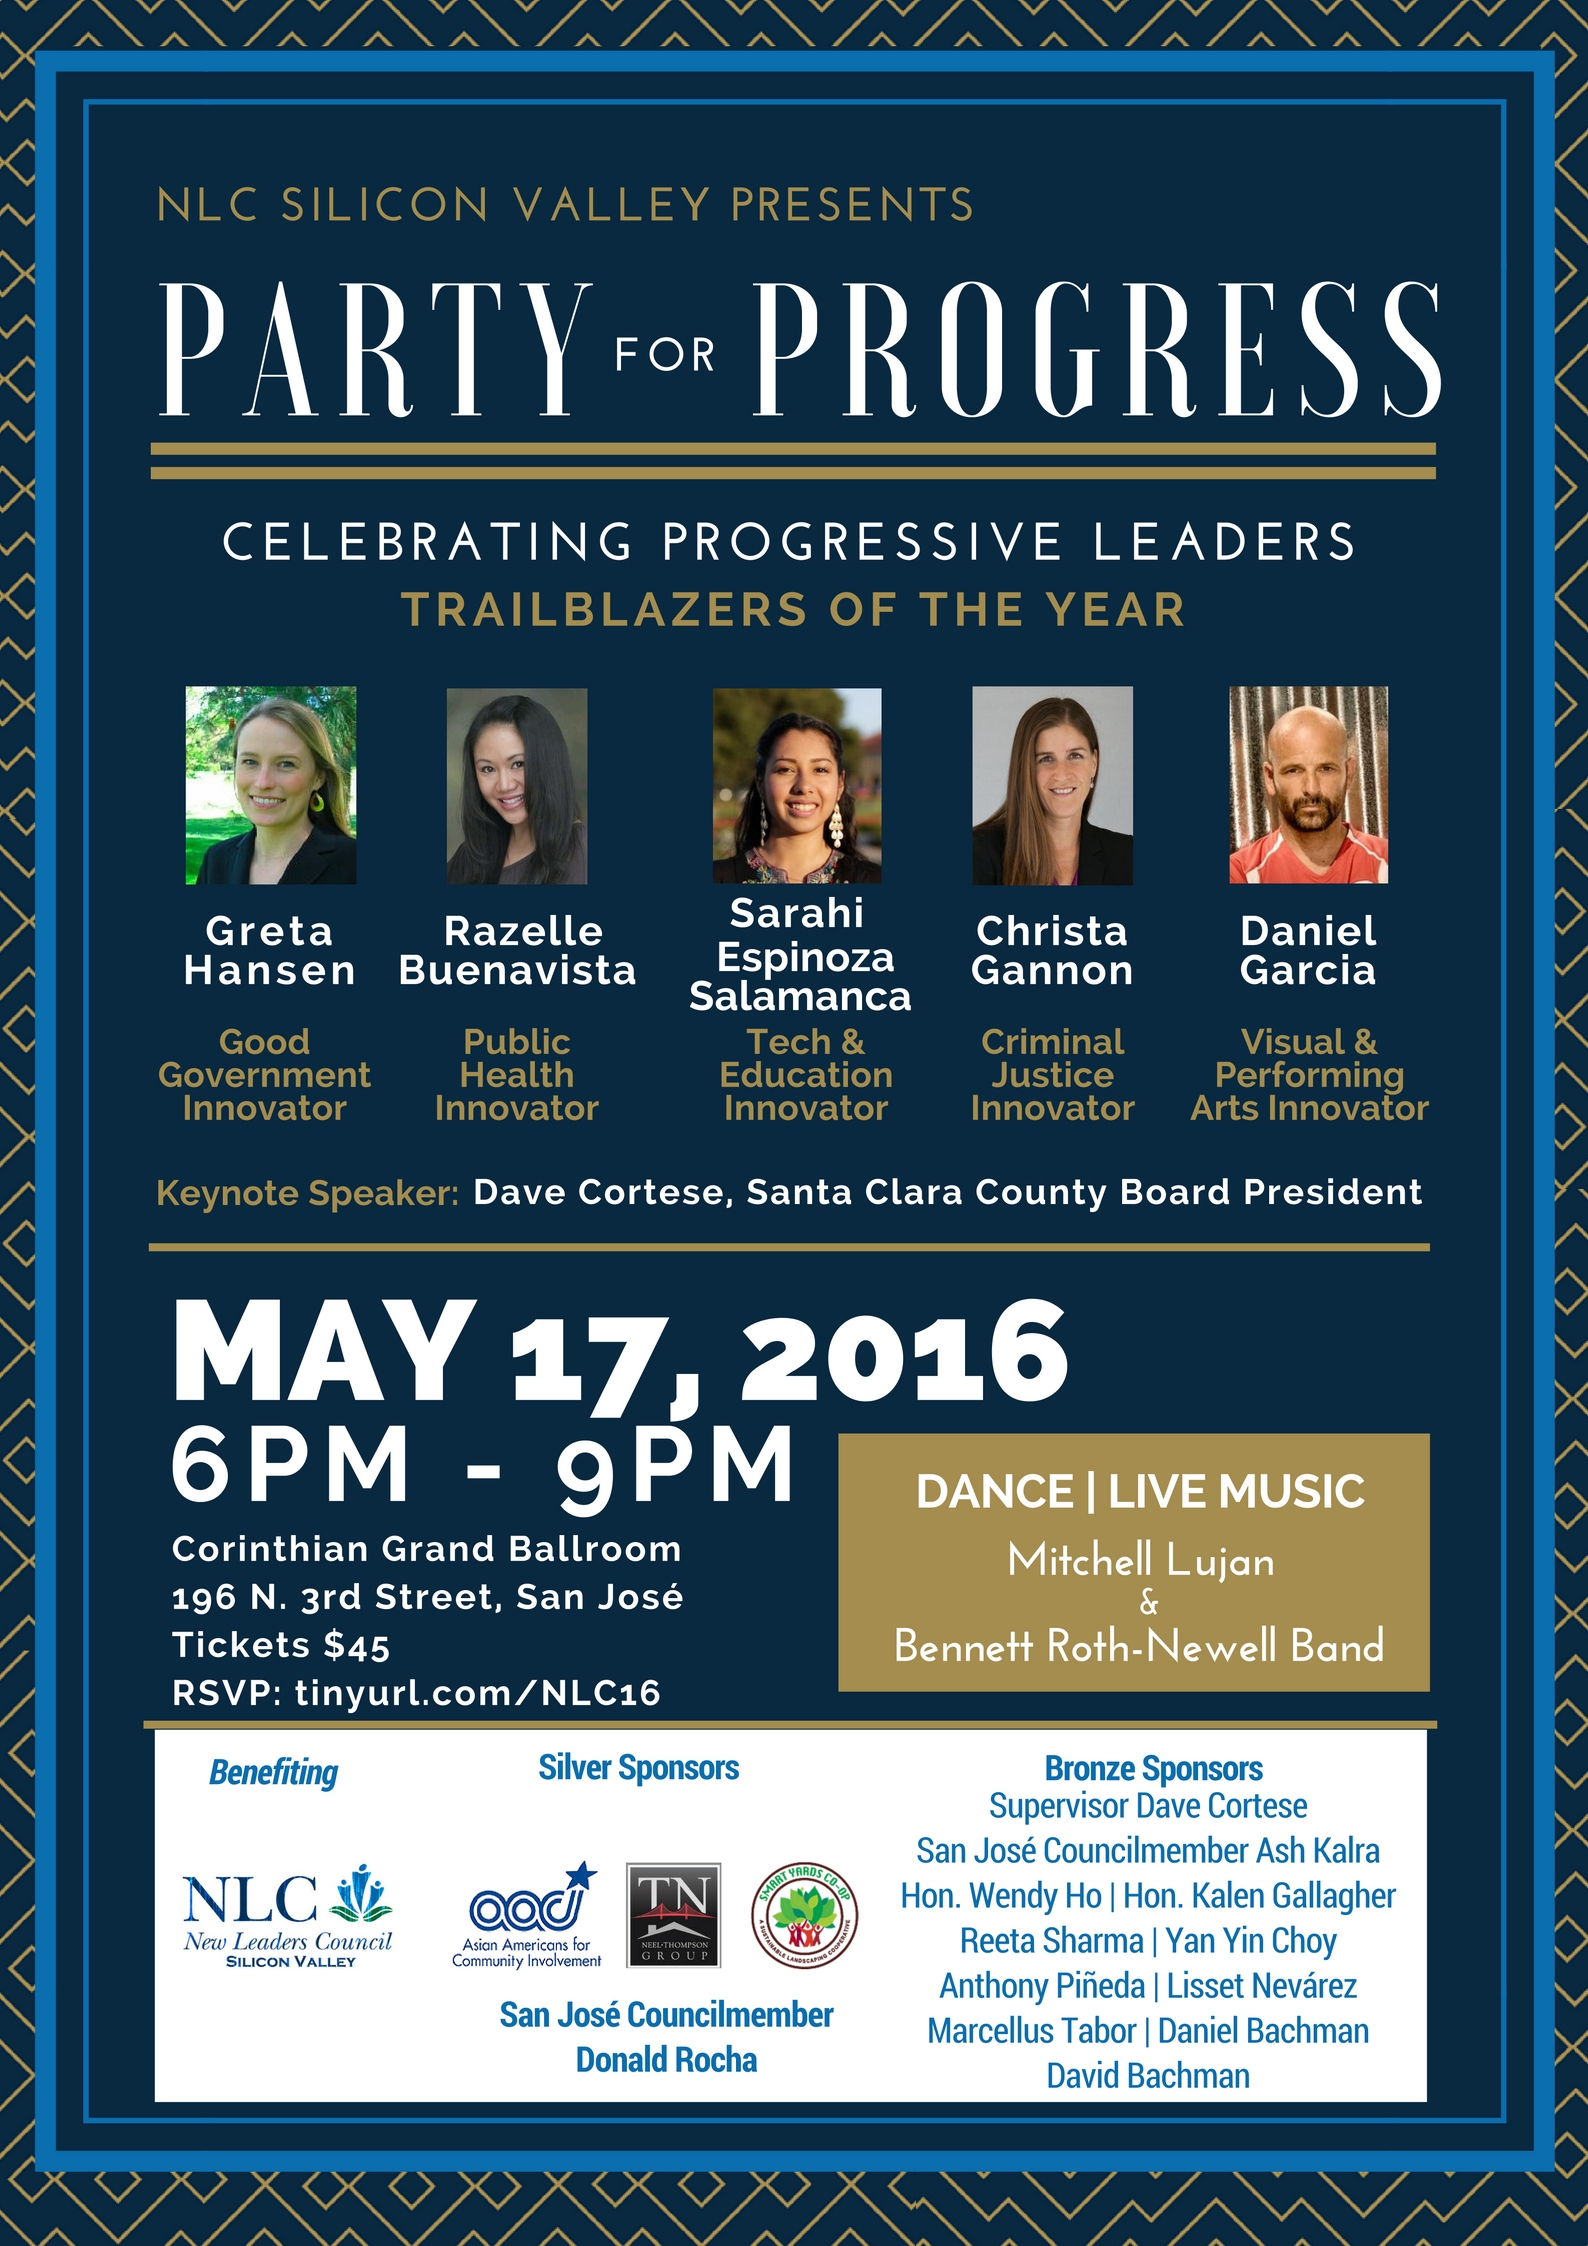 NLC SILICON VALLEY PRESENTS
PARTY FOR PROGRESS
CELEBRATING PROGRESSIVE LEADERS
TRAILBLAZERS OF THE YEAR
Greta
Hansen
Good
Government
Innovator
Razelle
Buenavista
Public
Health
Innovator
Sarahi
Espinoza
Salamanca
Tech &
Education
Innovator
Christa
Gannon
Criminal
Justice
Innovator
Daniel
Garcia
Visual &
Performing
Arts Innovator
Keynote Speaker: Dave Cortese, Santa Clara County Board President
MAY 17, 2016
6PM - 9PM
Corinthian Grand Ballroom
196 N. 3rd Street, San José
Tickets $45
RSVP: tinyurl.com/NLC16
DANCE | LIVE MUSIC
Mitchell Lujan
&
Bennett Roth-Newell Band
Benefiting
NLC
New Leaders Council
SILICON VALLEY
Silver Sponsors
aaci
Asian Americans for
Community Involvement
TN
NEEL-THOMPSON
GROUP
SMART YARDS CO-OP
A SUSTAINABLE LANDSCAPING COOPERATIVE
San José Councilmember
Donald Rocha
Bronze Sponsors
Supervisor Dave Cortese
San José Councilmember Ash Kalra
Hon. Wendy Ho | Hon. Kalen Gallagher
Reeta Sharma | Yan Yin Choy
Anthony Piñeda | Lisset Nevárez
Marcellus Tabor | Daniel Bachman
David Bachman